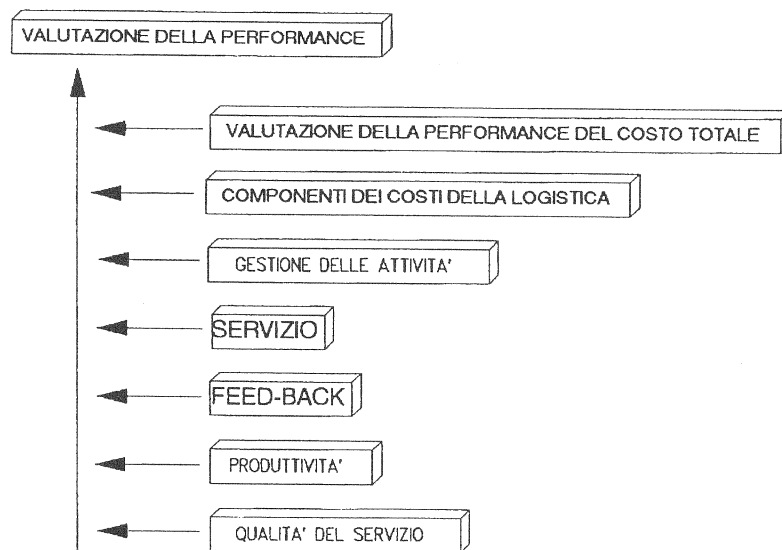 VALUTAZIONE DELLA PERFORMANCE
VALUTAZIONE DELLA PERFORMANCE DEL COSTO TOTALE
COMPONENTI DEI COSTI DELLA LOGISTICA
GESTIONE DELLE ATTIVITA'
SERVIZIO
FEED-BACK
PRODUTTIVITA'
QUALITA' DEL SERVIZIO